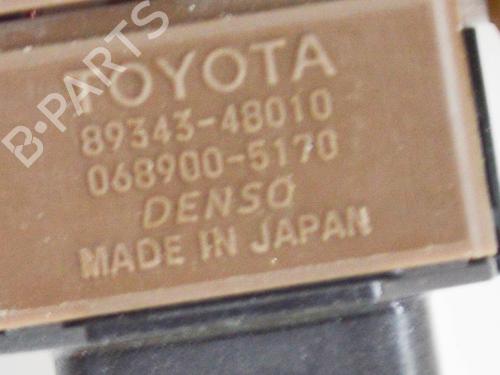 B-PARTS
TOYOTA
89343-48010
068900-5170
DENSO
MADE IN JAPAN